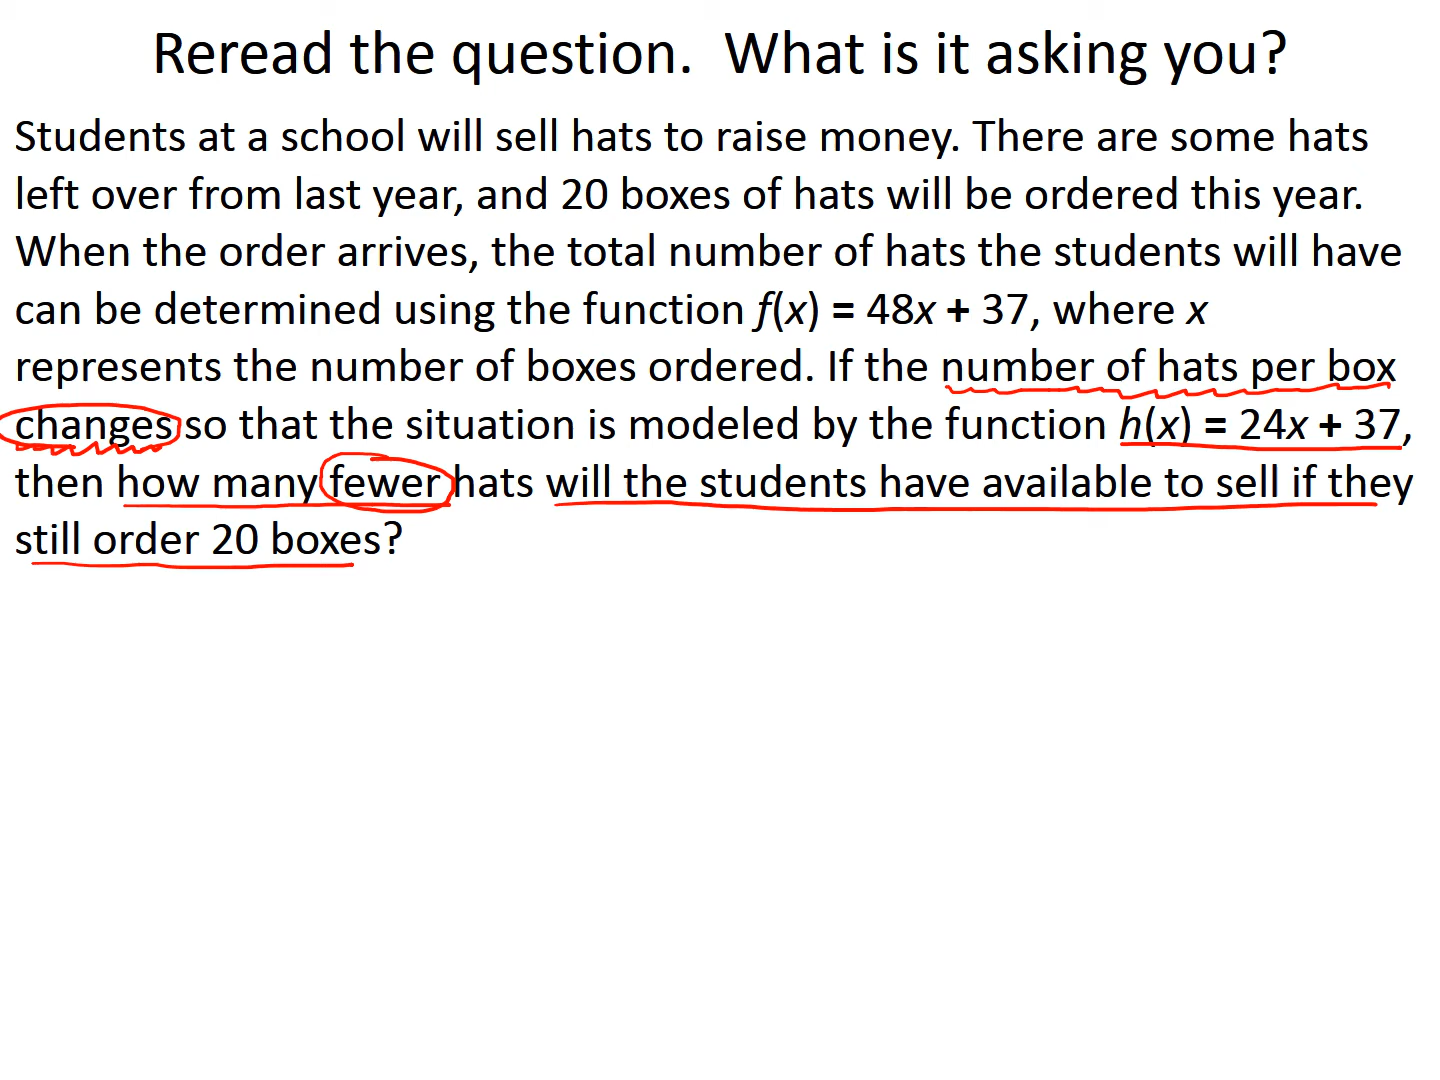 Reread the question.  What is it asking you?
Students at a school will sell hats to raise money. There are some hats
left over from last year, and 20 boxes of hats will be ordered this year.
When the order arrives, the total number of hats the students will have
can be determined using the function f(x) = 48x + 37, where x
represents the number of boxes ordered. If the number of hats per box
changes so that the situation is modeled by the function h(x) = 24x + 37,
then how many fewer hats will the students have available to sell if they
still order 20 boxes?